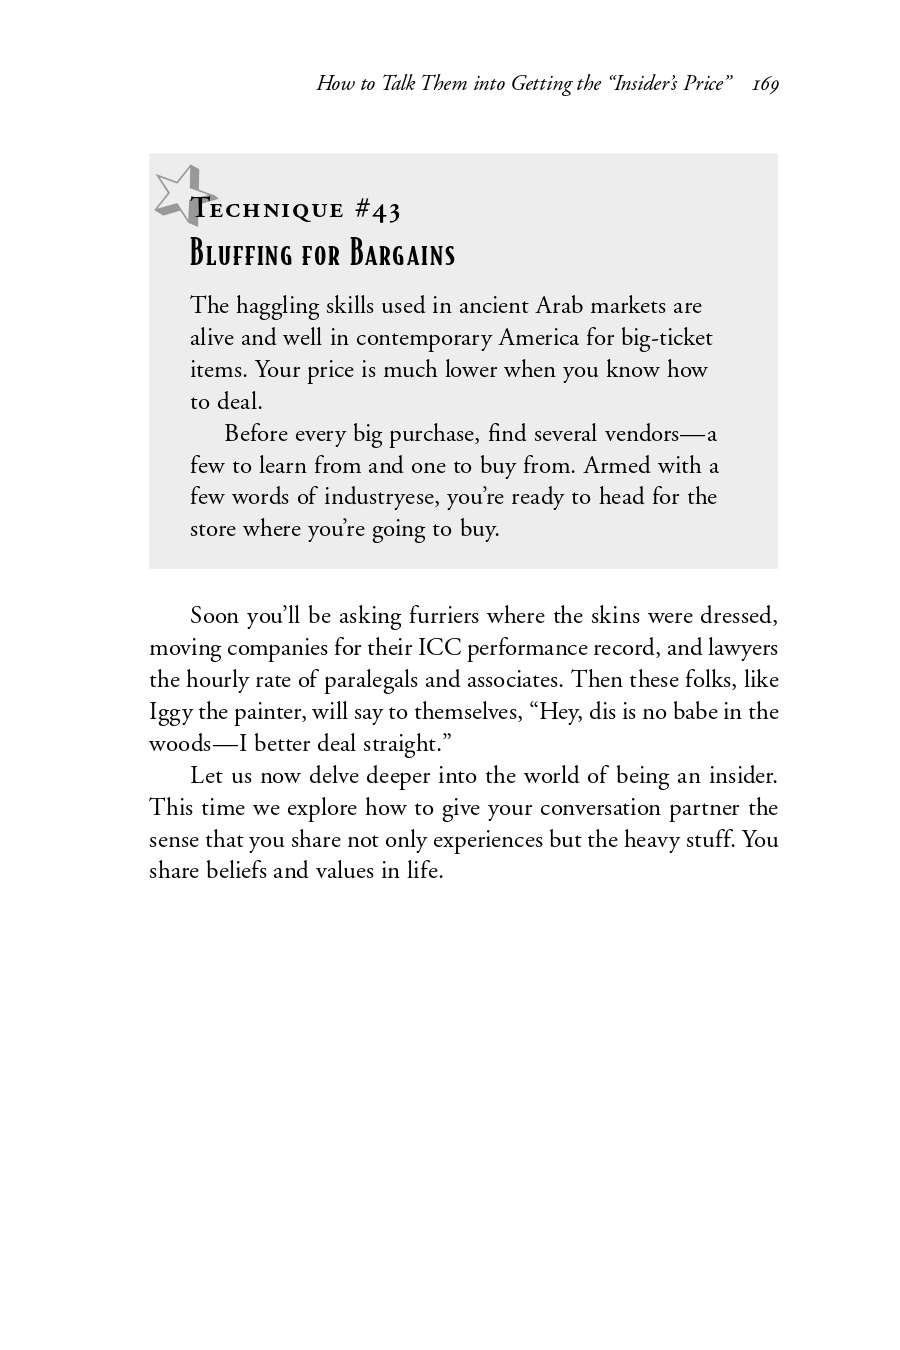 How to Talk Them into Getting the “Insider’s Price” 169
Technique #43
Bluffing for Bargains
The haggling skills used in ancient Arab markets are
alive and well in contemporary America for big-ticket
items. Your price is much lower when you know how
to deal.
Before every big purchase, find several vendors—a
few to learn from and one to buy from. Armed with a
few words of industryese, you’re ready to head for the
store where you’re going to buy.
Soon you’ll be asking furriers where the skins were dressed,
moving companies for their ICC performance record, and lawyers
the hourly rate of paralegals and associates. Then these folks, like
Iggy the painter, will say to themselves, “Hey, dis is no babe in the
woods—I better deal straight.”
Let us now delve deeper into the world of being an insider.
This time we explore how to give your conversation partner the
sense that you share not only experiences but the heavy stuff. You
share beliefs and values in life.